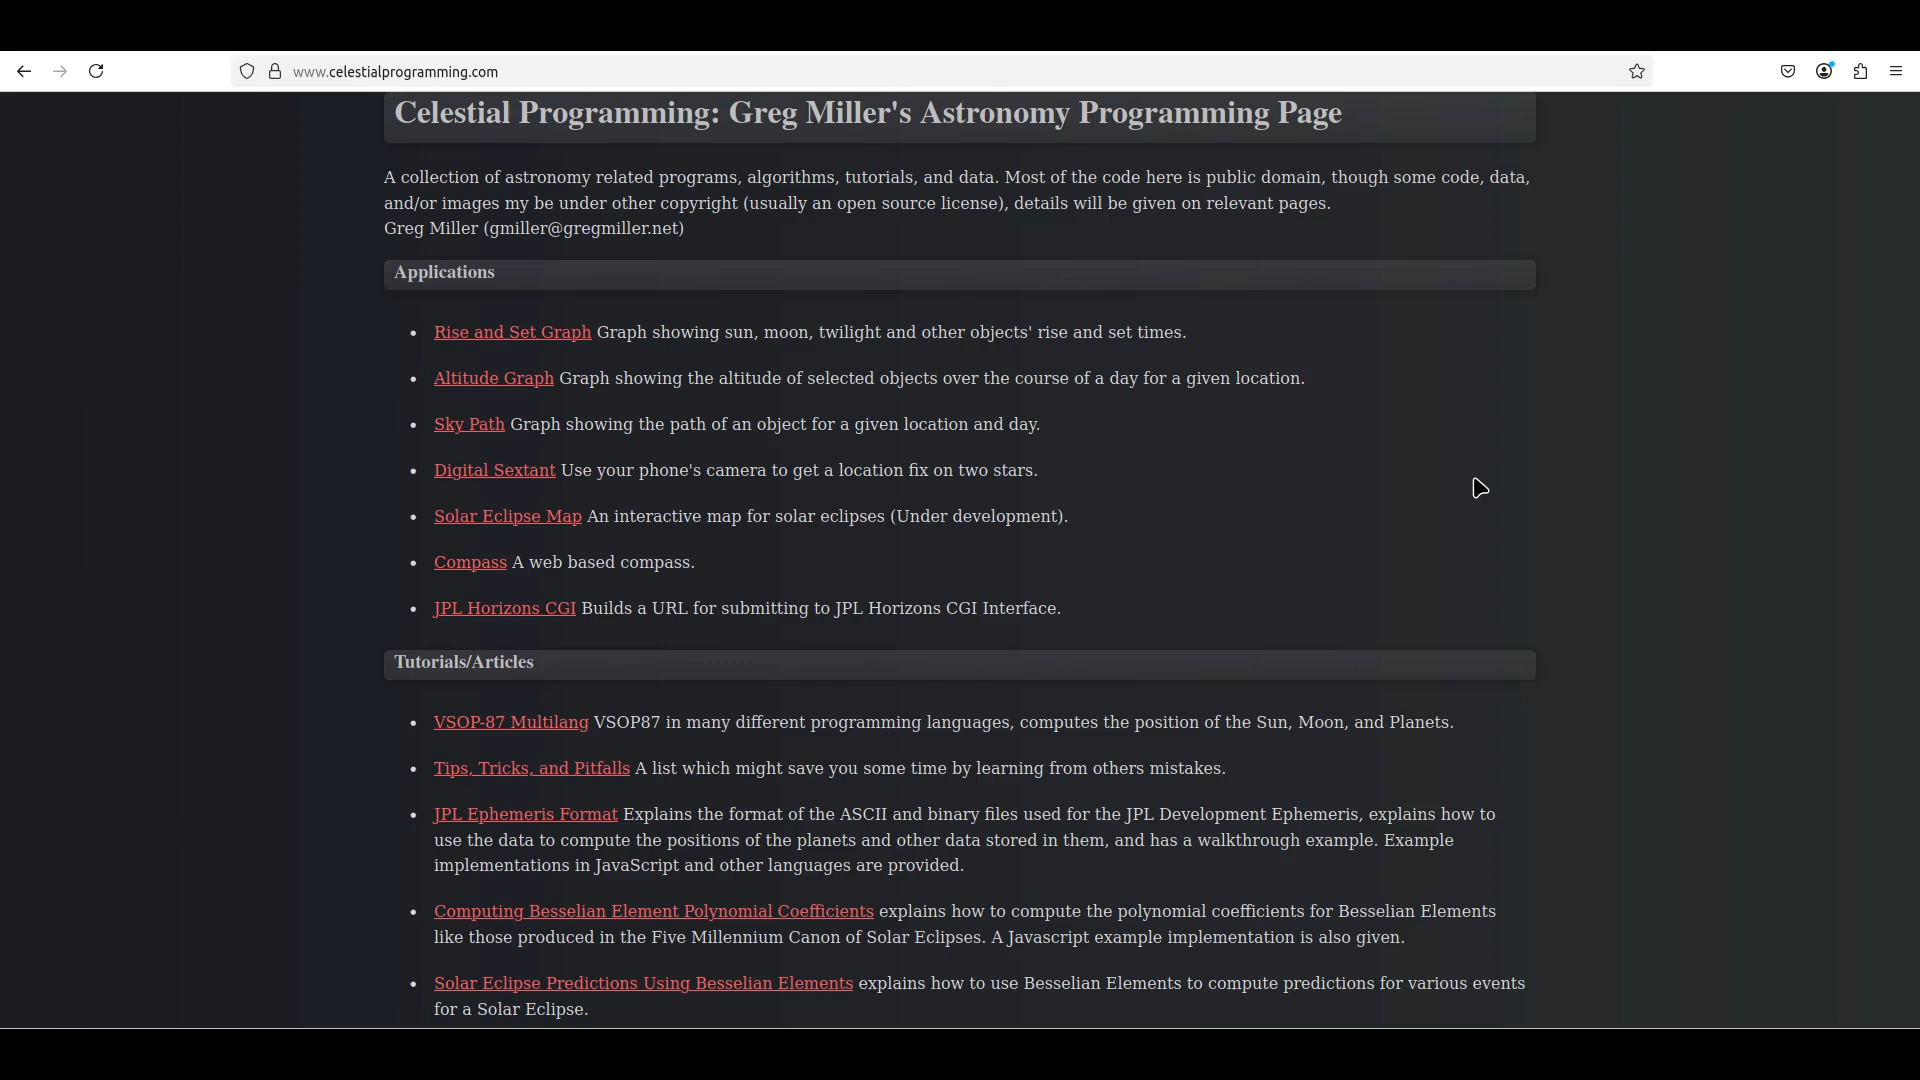 www.celestialprogramming.com
Celestial Programming: Greg Miller's Astronomy Programming Page
A collection of astronomy related programs, algorithms, tutorials, and data. Most of the code here is public domain, though some code, data,
and/or images my be under other copyright (usually an open source license), details will be given on relevant pages.
Greg Miller (gmiller@gregmiller.net)
Applications
Rise and Set Graph Graph showing sun, moon, twilight and other objects' rise and set times.
Altitude Graph Graph showing the altitude of selected objects over the course of a day for a given location.
Sky Path Graph showing the path of an object for a given location and day.
Digital Sextant Use your phone's camera to get a location fix on two stars.
Solar Eclipse Map An interactive map for solar eclipses (Under development).
Compass A web based compass.
JPL Horizons CGI Builds a URL for submitting to JPL Horizons CGI Interface.
Tutorials/Articles
VSOP-87 Multilang VSOP87 in many different programming languages, computes the position of the Sun, Moon, and Planets.
Tips, Tricks, and Pitfalls A list which might save you some time by learning from others mistakes.
JPL Ephemeris Format Explains the format of the ASCII and binary files used for the JPL Development Ephemeris, explains how to
use the data to compute the positions of the planets and other data stored in them, and has a walkthrough example. Example
implementations in JavaScript and other languages are provided.
Computing Besselian Element Polynomial Coefficients explains how to compute the polynomial coefficients for Besselian Elements
like those produced in the Five Millennium Canon of Solar Eclipses. A Javascript example implementation is also given.
Solar Eclipse Predictions Using Besselian Elements explains how to use Besselian Elements to compute predictions for various events
for a Solar Eclipse.